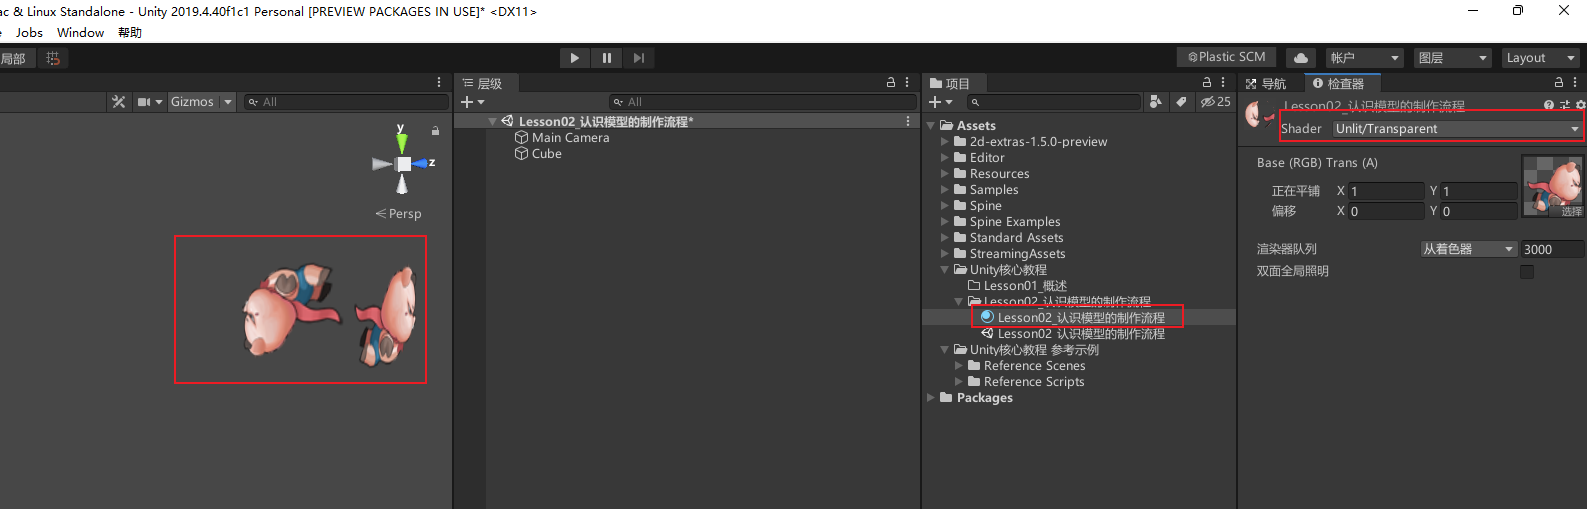 ac & Linux Standalone - Unity 2019.4.40f1c1 Personal [PREVIEW PACKAGES IN USE]* <DX11>
Jobs Window 帮助
局部
Plastic SCM 帐户 图层 Layout
Gizmos All
y
z
Persp
层级
All
Lesson02_认识模型的制作流程*
Main Camera
Cube
项目
25
Assets
2d-extras-1.5.0-preview
Editor
Resources
Samples
Spine
Spine Examples
Standard Assets
StreamingAssets
Unity核心教程
Lesson01_概述
Lesson02_认识模型的制作流程
Lesson02_认识模型的制作流程
Lesson02_认识模型的制作流程
Unity核心教程 参考示例
Reference Scenes
Reference Scripts
Packages
导航 检查器
Lesson02_认识模型的制作流程
Shader Unlit/Transparent
Base (RGB) Trans (A)
正在平铺 X 1 Y 1
偏移 X 0 Y 0
选择
渲染器队列 从着色器 3000
双面全局照明